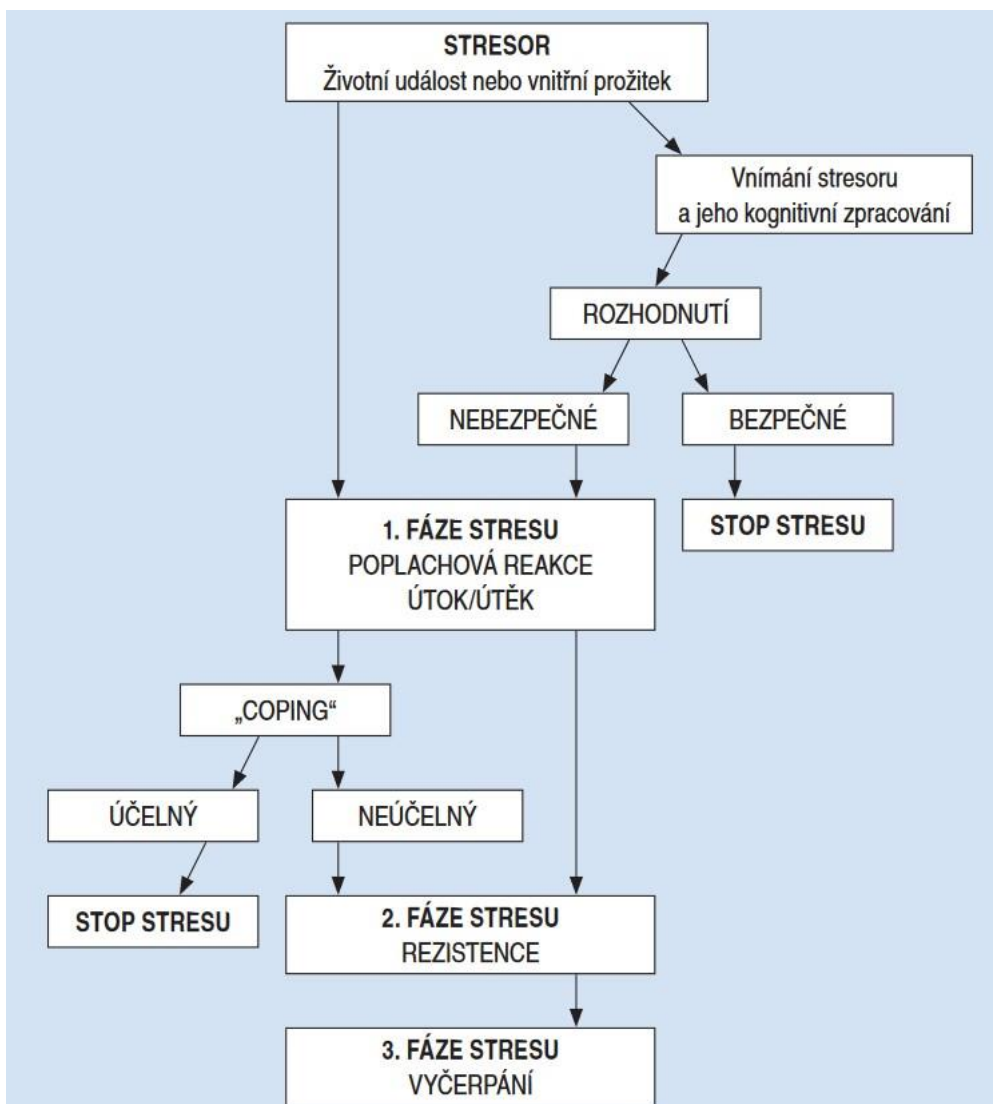 STRESOR
Životní událost nebo vnitřní prožitek
Vnímání stresoru
a jeho kognitivní zpracování
ROZHODNUTÍ
NEBEZPEČNÉ
BEZPEČNÉ
1. FÁZE STRESU
POPLACHOVÁ REAKCE
ÚTOK/ÚTĚK
STOP STRESU
„COPING“
ÚČELNÝ
NEÚČELNÝ
STOP STRESU
2. FÁZE STRESU
REZISTENCE
3. FÁZE STRESU
VYČERPÁNÍ